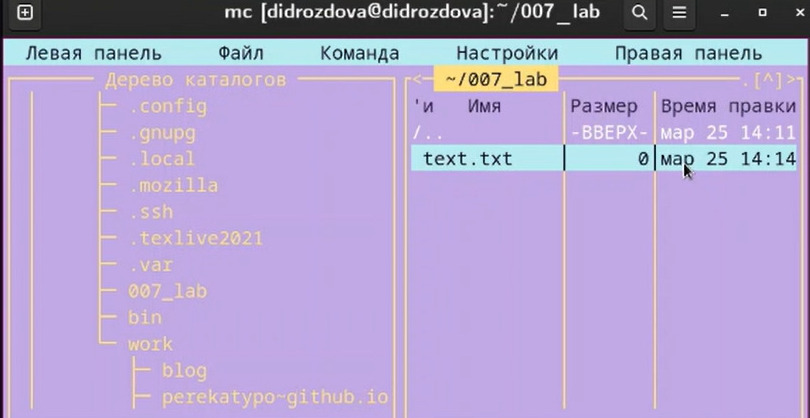 mc [didrozdova@didrozdova]:~/007_lab
Левая панель Файл Команда Настройки Правая панель
Дерево каталогов
.config
.gnupg
.local
.mozilla
.ssh
.texlive2021
.var
007_lab
bin
work
blog
perekatypo~github.io
<- ~/007_lab .[^]>
'и Имя Размер Время правки
/.. -ВВЕРХ- мар 25 14:11
text.txt 0 мар 25 14:14